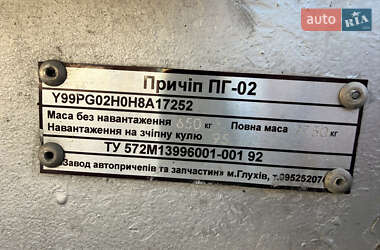 auto RIA
Причіп ПГ-02
Y99PG02H0H8A17252
Маса без навантаження 650 кг Повна маса кг
Навантаження на зчіпну кулю кг
ТУ 572М13996001-001 92
Завод автопричепів та запчастин» м.Глухів,